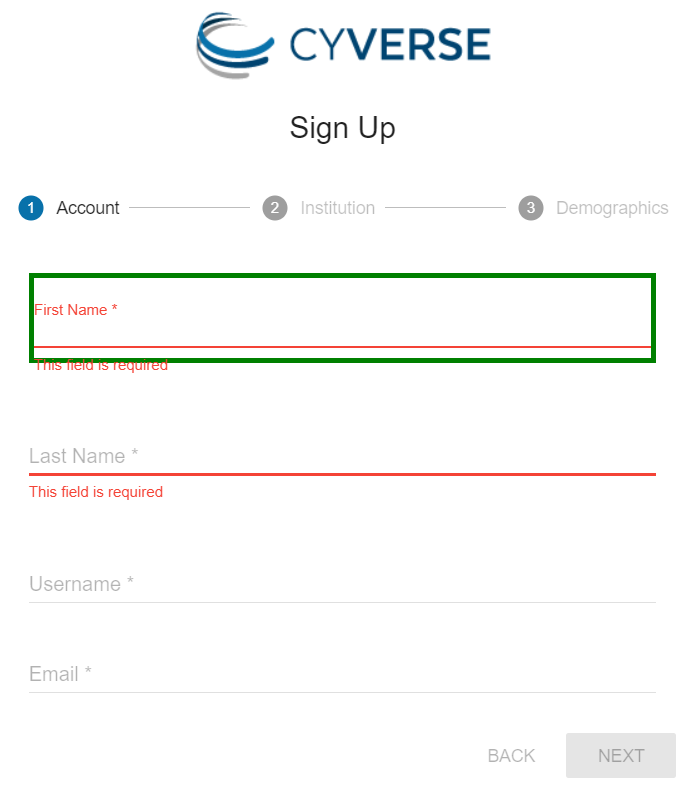 CYVERSE
Sign Up
1 Account 2 Institution 3 Demographics
First Name *
This field is required
Last Name *
This field is required
Username *
Email *
BACK NEXT